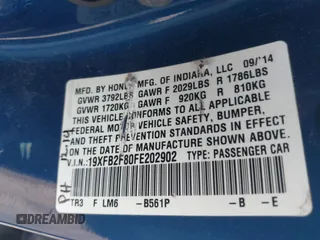 MFD. BY HONDA MFG. OF INDIANA, LLC 09/'14
GVWR 3792LBS GAWR F 2029LBS R 1786LBS
GVWR 1720KG GAWR F 920KG R 810KG
THIS VEHICLE CONFORMS TO ALL APPLICABLE
FEDERAL MOTOR VEHICLE SAFETY, BUMPER,
AND THEFT PREVENTION STANDARDS IN EFFECT ON
THE DATE OF MANUFACTURE SHOWN ABOVE.
V.I.N.: 19XFB2F80FE202902 TYPE: PASSENGER CAR
TR3 F LM6 -B561P -B -E
PH
DREAMBID